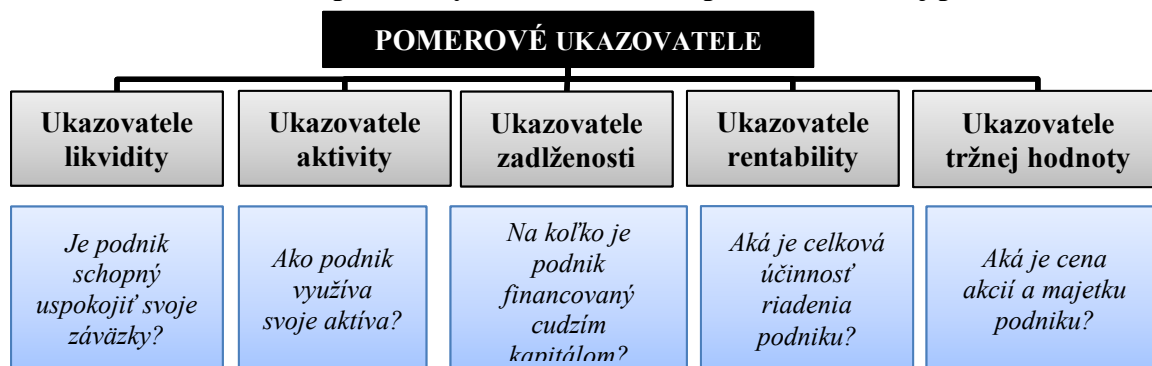 POMEROVÉ UKAZOVATELE
Ukazovatele
likvidity
Ukazovatele
aktivity
Ukazovatele
zadlženosti
Ukazovatele
rentability
Ukazovatele
tržnej hodnoty
Je podnik
schopný
uspokojiť svoje
záväzky?
Ako podnik
využíva
svoje aktíva?
Na koľko je
podnik
financovaný
cudzím
kapitálom?
Aká je celková
účinnosť
riadenia
podniku?
Aká je cena
akcií a majetku
podniku?